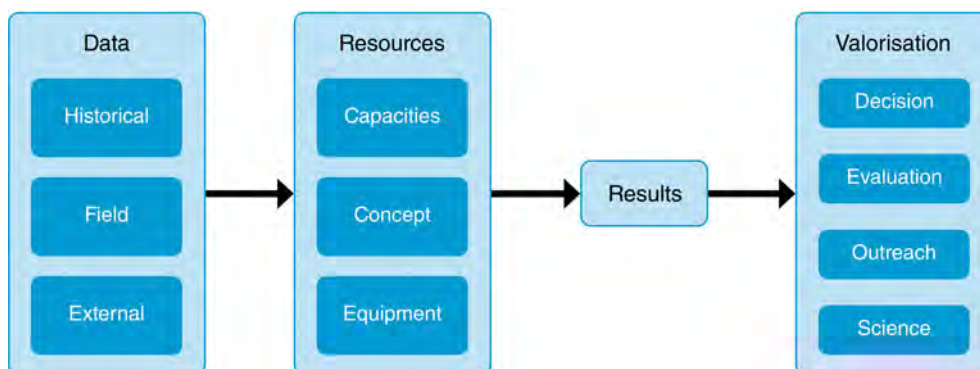 Data
Historical
Field
External
Resources
Capacities
Concept
Equipment
Results
Valorisation
Decision
Evaluation
Outreach
Science